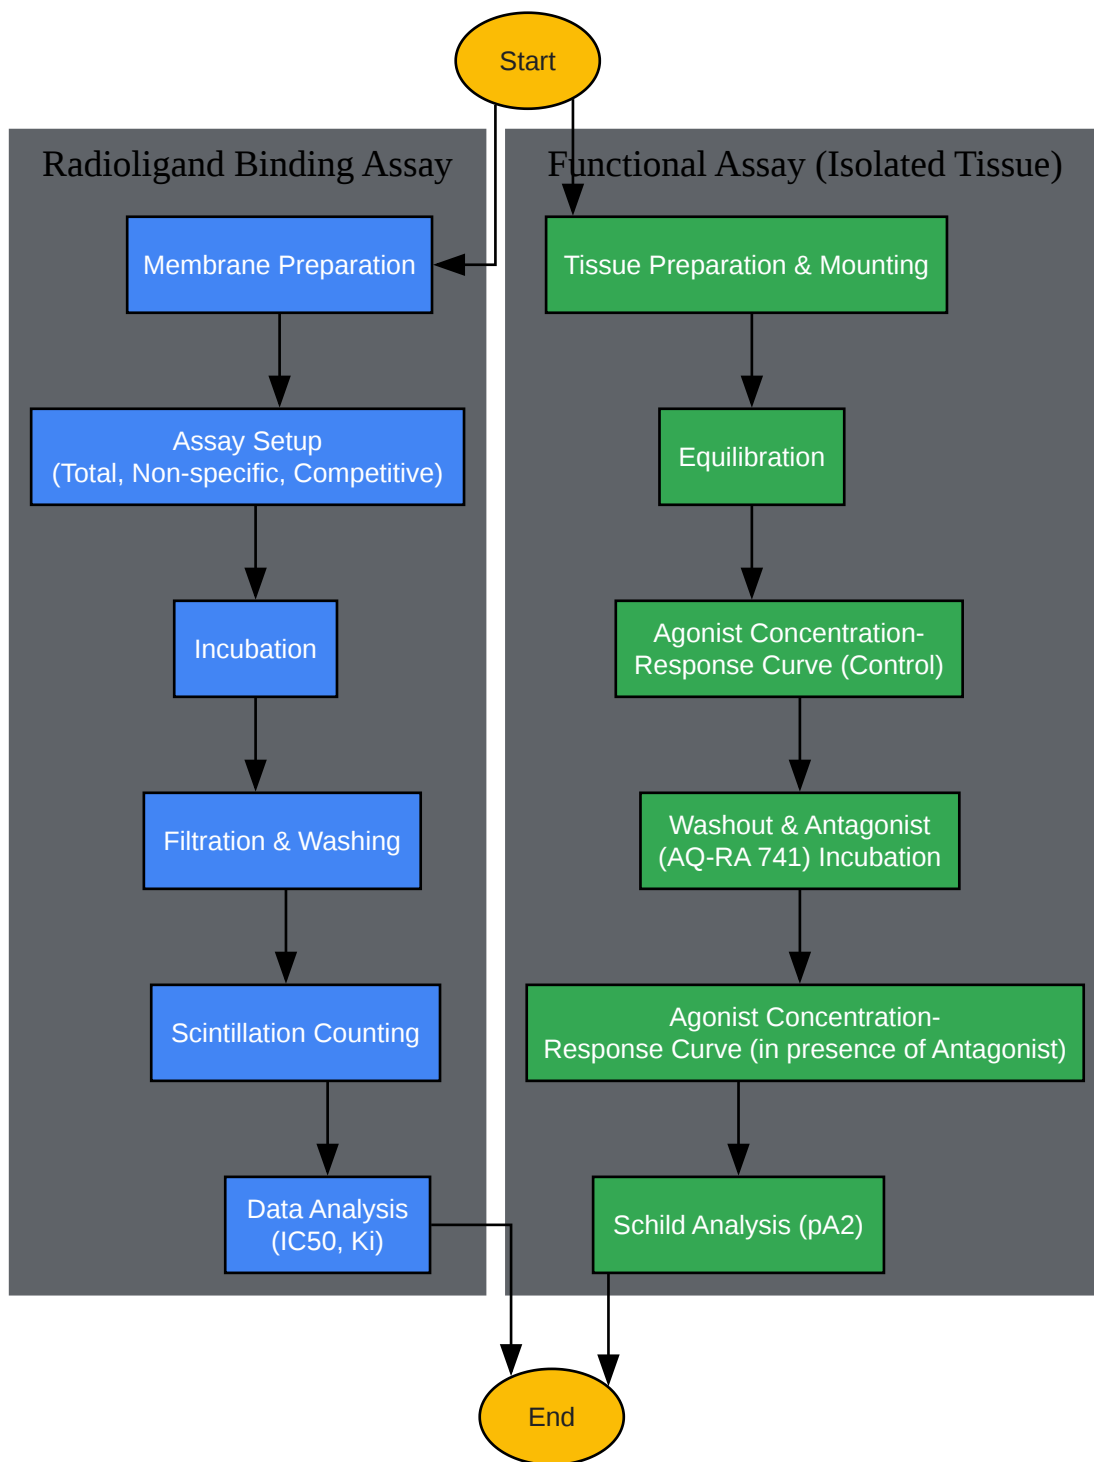 Start
Radioligand Binding Assay
Membrane Preparation
Assay Setup
(Total, Non-specific, Competitive)
Incubation
Filtration & Washing
Scintillation Counting
Data Analysis
(IC50, Ki)
Functional Assay (Isolated Tissue)
Tissue Preparation & Mounting
Equilibration
Agonist Concentration-
Response Curve (Control)
Washout & Antagonist
(AQ-RA 741) Incubation
Agonist Concentration-
Response Curve (in presence of Antagonist)
Schild Analysis (pA2)
End